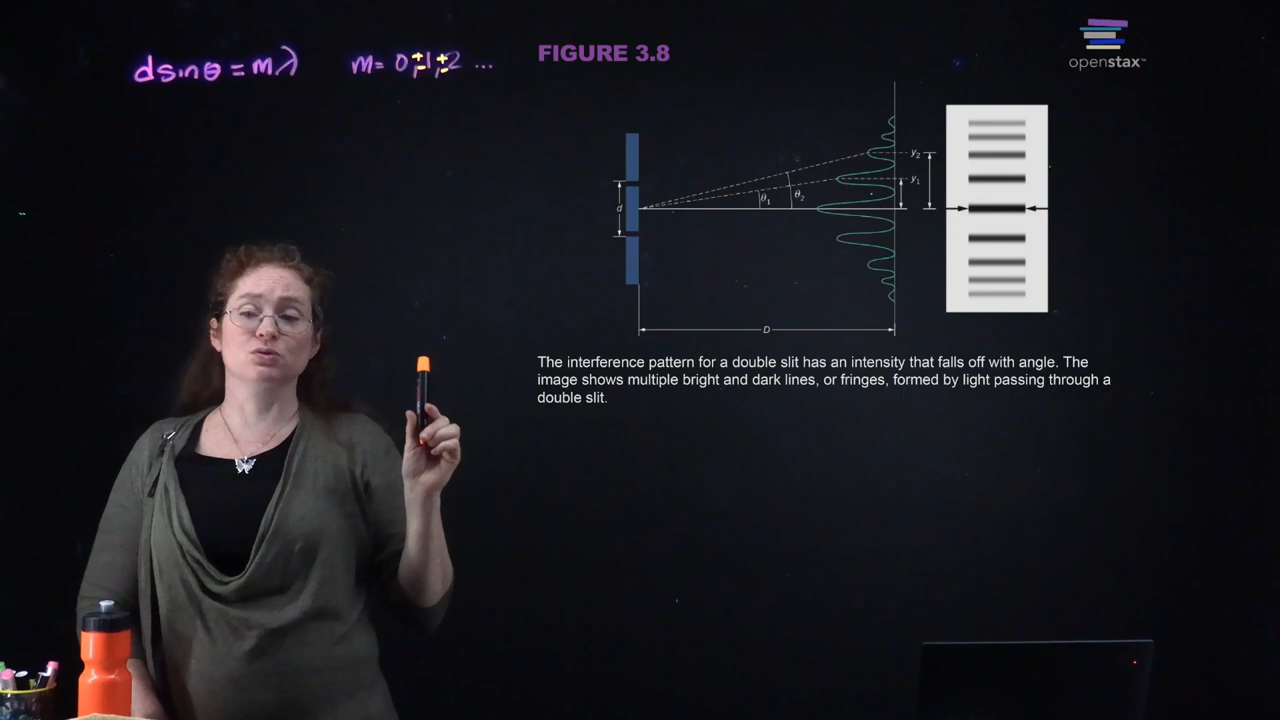 d sin θ = mλ m = 0, ±1, ±2 ...
FIGURE 3.8
openstax™
y₂
y₁
θ₁
θ₂
d
D
The interference pattern for a double slit has an intensity that falls off with angle. The
image shows multiple bright and dark lines, or fringes, formed by light passing through a
double slit.